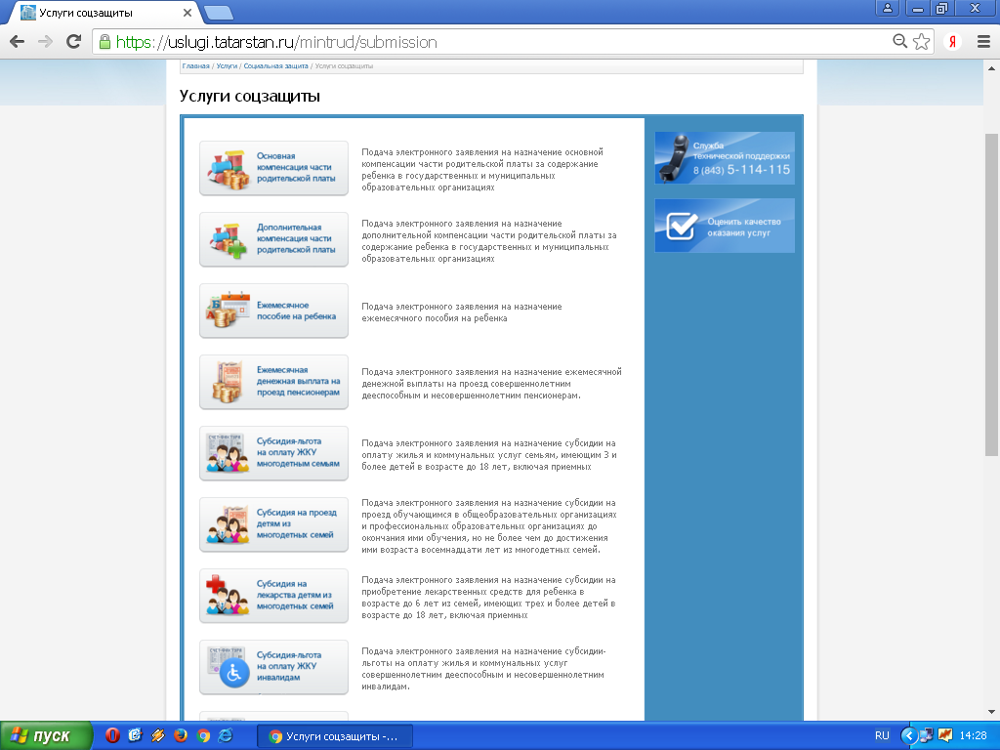 Услуги соцзащиты
https://uslugi.tatarstan.ru/mintrud/submission
Главная / Услуги / Социальная защита / Услуги соцзащиты
Услуги соцзащиты
Основная
компенсация части
родительской платы
Подача электронного заявления на назначение основной
компенсации части родительской платы за содержание
ребенка в государственных и муниципальных
образовательных организациях
Дополнительная
компенсация части
родительской платы
Подача электронного заявления на назначение
дополнительной компенсации части родительской платы за
содержание ребенка в государственных и муниципальных
образовательных организациях
Ежемесячное
пособие на ребенка
Подача электронного заявления на назначение
ежемесячного пособия на ребенка
Ежемесячная
денежная выплата на
проезд пенсионерам
Подача электронного заявления на назначение ежемесячной
денежной выплаты на проезд совершеннолетним
дееспособным и несовершеннолетним пенсионерам.
СЧЕТ-ФАКТУРА
Субсидия-льгота
на оплату ЖКУ
многодетным семьям
Подача электронного заявления на назначение субсидии на
оплату жилья и коммунальных услуг семьям, имеющим 3 и
более детей в возрасте до 18 лет, включая приемных
Субсидия на проезд
детям из
многодетных семей
Подача электронного заявления на назначение субсидии на
проезд обучающимся в общеобразовательных организациях
и профессиональных образовательных организациях до
окончания ими обучения, но не более чем до достижения
ими возраста восемнадцати лет из многодетных семей.
Субсидия на
лекарства детям из
многодетных семей
Подача электронного заявления на назначение субсидии на
приобретение лекарственных средств для ребенка в
возрасте до 6 лет из семей, имеющих трех и более детей в
возрасте до 18 лет, включая приемных
СЧЕТ-ФАКТУРА
Субсидия-льгота
на оплату ЖКУ
инвалидам
Подача электронного заявления на назначение субсидии-
льготы на оплату жилья и коммунальных услуг
совершеннолетним дееспособным и несовершеннолетним
инвалидам.
Служба
технической поддержки
8 (843) 5-114-115
Оценить качество
оказания услуг
пуск
Услуги соцзащиты -...
RU
14:28